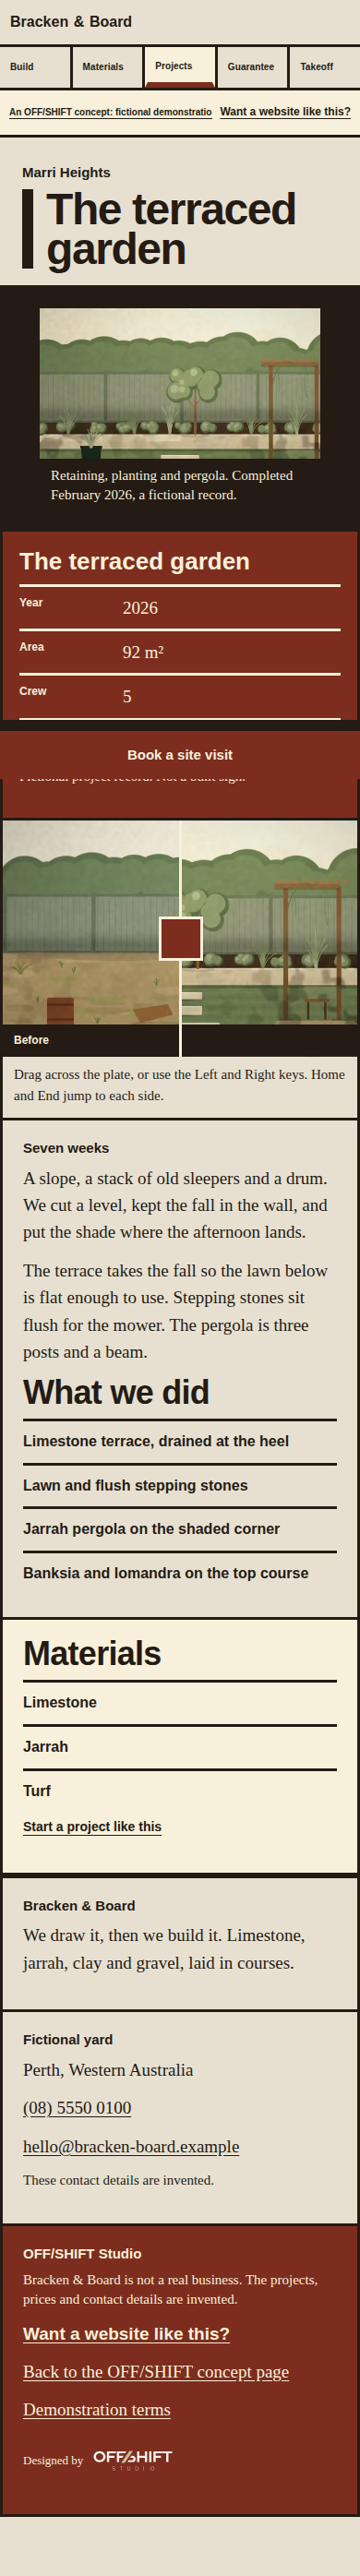 Bracken & Board
Build
Materials
Projects
Guarantee
Takeoff
An OFF/SHIFT concept: fictional demonstratio
Want a website like this?
Marri Heights
The terraced
garden
Retaining, planting and pergola. Completed
February 2026, a fictional record.
The terraced garden
Year
2026
Area
92 m²
Crew
5
Book a site visit
Before
Drag across the plate, or use the Left and Right keys. Home
and End jump to each side.
Seven weeks
A slope, a stack of old sleepers and a drum.
We cut a level, kept the fall in the wall, and
put the shade where the afternoon lands.
The terrace takes the fall so the lawn below
is flat enough to use. Stepping stones sit
flush for the mower. The pergola is three
posts and a beam.
What we did
Limestone terrace, drained at the heel
Lawn and flush stepping stones
Jarrah pergola on the shaded corner
Banksia and lomandra on the top course
Materials
Limestone
Jarrah
Turf
Start a project like this
Bracken & Board
We draw it, then we build it. Limestone,
jarrah, clay and gravel, laid in courses.
Fictional yard
Perth, Western Australia
(08) 5550 0100
hello@bracken-board.example
These contact details are invented.
OFF/SHIFT Studio
Bracken & Board is not a real business. The projects,
prices and contact details are invented.
Want a website like this?
Back to the OFF/SHIFT concept page
Demonstration terms
Designed by OFF/SHIFT
STUDIO